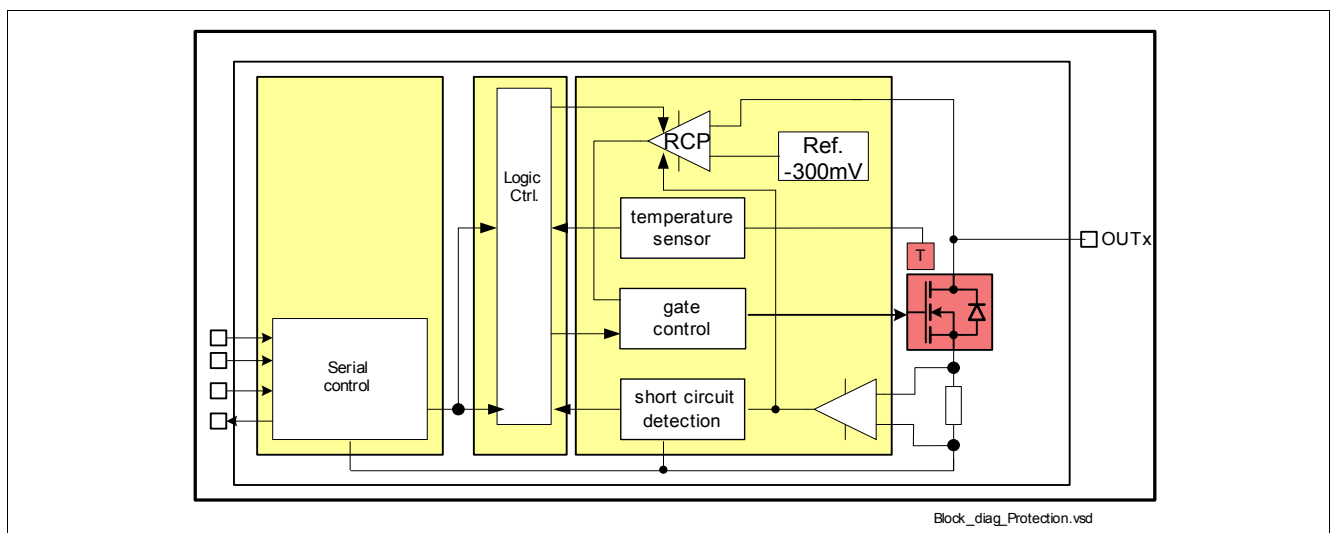 RCP
Ref.
-300mV
Logic
Ctrl.
temperature
sensor
OUTx
T
gate
control
Serial
control
short circuit
detection
Block_diag_Protection.vsd